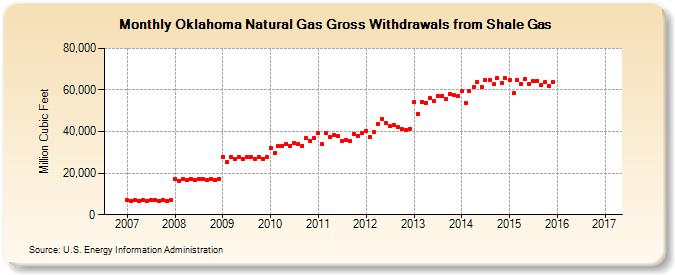 Monthly Oklahoma Natural Gas Gross Withdrawals from Shale Gas
Million Cubic Feet
80,000
60,000
40,000
20,000
0
2007 2008 2009 2010 2011 2012 2013 2014 2015 2016 2017
Source: U.S. Energy Information Administration